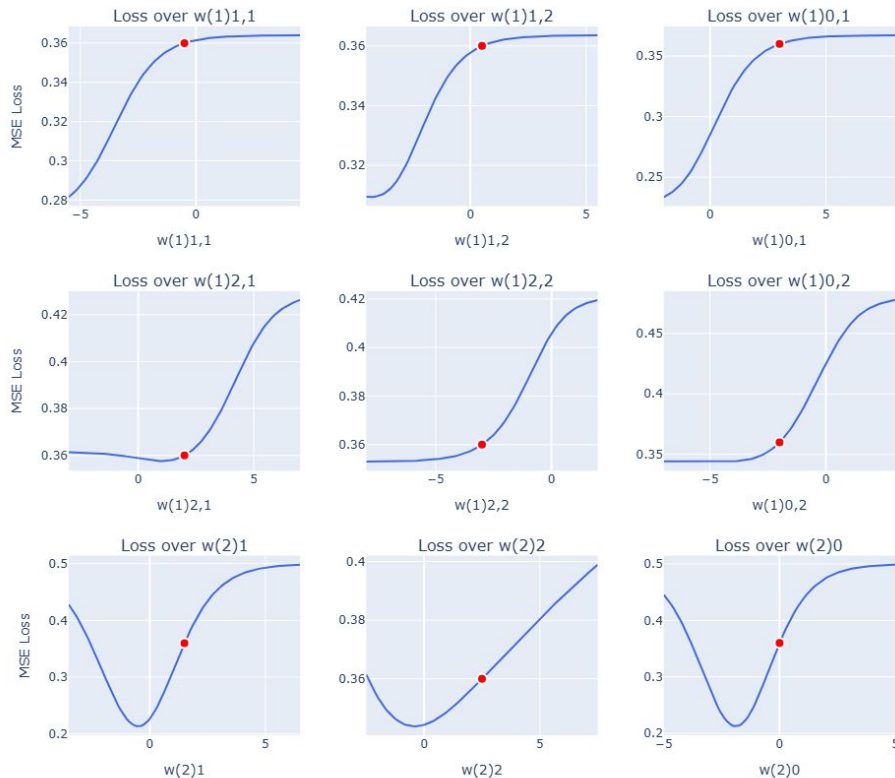 Loss over w(1)1,1
Loss over w(1)1,2
Loss over w(1)0,1
MSE Loss
0.36
0.34
0.32
0.3
0.28
−5
0
w(1)1,1
0.36
0.34
0.32
0
5
w(1)1,2
0.35
0.3
0.25
0
5
w(1)0,1
Loss over w(1)2,1
Loss over w(1)2,2
Loss over w(1)0,2
MSE Loss
0.42
0.4
0.38
0.36
0
5
w(1)2,1
0.42
0.4
0.38
0.36
−5
0
w(1)2,2
0.45
0.4
0.35
−5
0
w(1)0,2
Loss over w(2)1
Loss over w(2)2
Loss over w(2)0
MSE Loss
0.5
0.4
0.3
0.2
0
5
w(2)1
0.4
0.38
0.36
0
5
w(2)2
0.5
0.4
0.3
0.2
−5
0
5
w(2)0